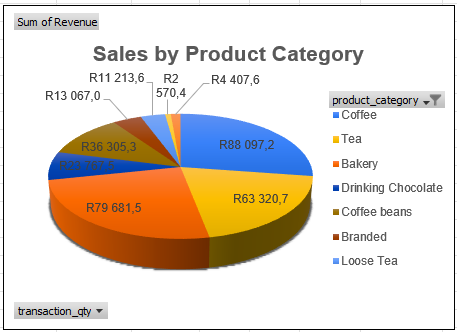 Sum of Revenue
Sales by Product Category
R11 213,6
R2
570,4
R4 407,6
R13 067,0
R36 305,3
R88 097,2
R63 320,7
R79 681,5
product_category
Coffee
Tea
Bakery
Drinking Chocolate
Coffee beans
Branded
Loose Tea
transaction_qty